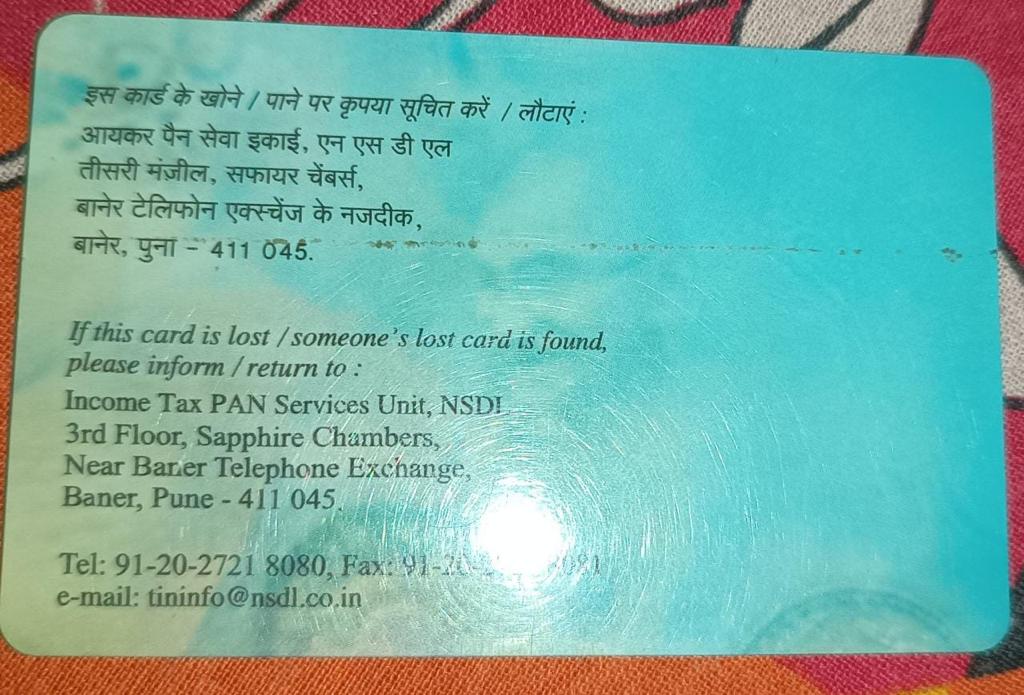 इस कार्ड के खोने / पाने पर कृपया सूचित करें / लौटाएं :
आयकर पैन सेवा इकाई, एन एस डी एल
तीसरी मंज़ील, सफायर चेंबर्स,
बानेर टेलिफोन एक्स्चेंज के नजदीक,
बानेर, पुना - 411 045.
If this card is lost / someone's lost card is found,
please inform / return to :
Income Tax PAN Services Unit, NSDL
3rd Floor, Sapphire Chambers,
Near Baner Telephone Exchange,
Baner, Pune - 411 045.
Tel: 91-20-2721 8080, Fax: 91-20-
e-mail: tininfo@nsdl.co.in